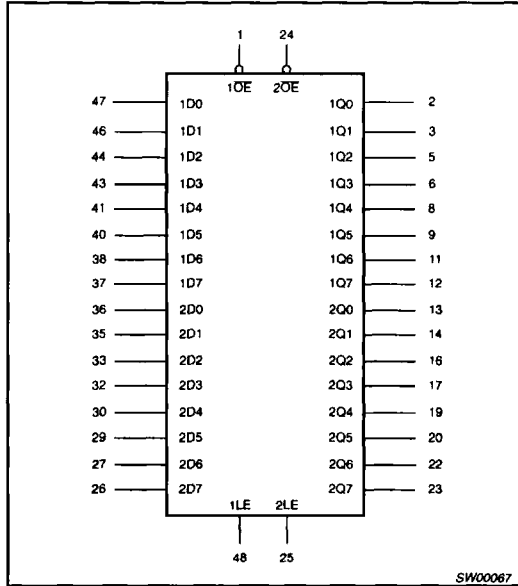 1 24
1OE 2OE
47 1D0 1Q0 2
46 1D1 1Q1 3
44 1D2 1Q2 5
43 1D3 1Q3 6
41 1D4 1Q4 8
40 1D5 1Q5 9
38 1D6 1Q6 11
37 1D7 1Q7 12
36 2D0 2Q0 13
35 2D1 2Q1 14
33 2D2 2Q2 16
32 2D3 2Q3 17
30 2D4 2Q4 19
29 2D5 2Q5 20
27 2D6 2Q6 22
26 2D7 2Q7 23
1LE 2LE
48 25
SW00067